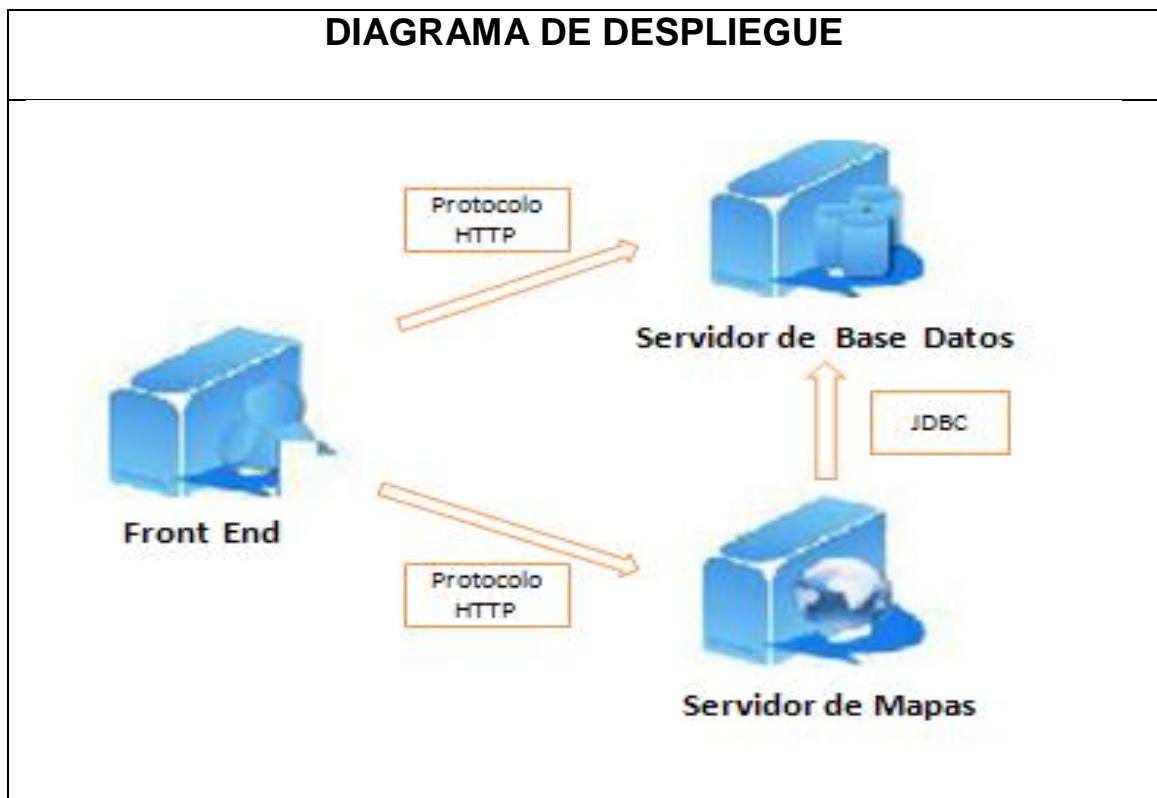 DIAGRAMA DE DESPLIEGUE
Protocolo
HTTP
Servidor de Base Datos
JDBC
Front End
Protocolo
HTTP
Servidor de Mapas